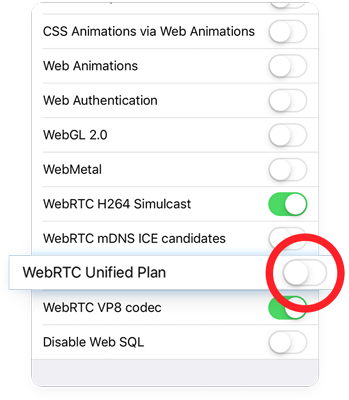 CSS Animations via Web Animations
Web Animations
Web Authentication
WebGL 2.0
WebMetal
WebRTC H264 Simulcast
WebRTC mDNS ICE candidates
WebRTC Unified Plan
WebRTC VP8 codec
Disable Web SQL